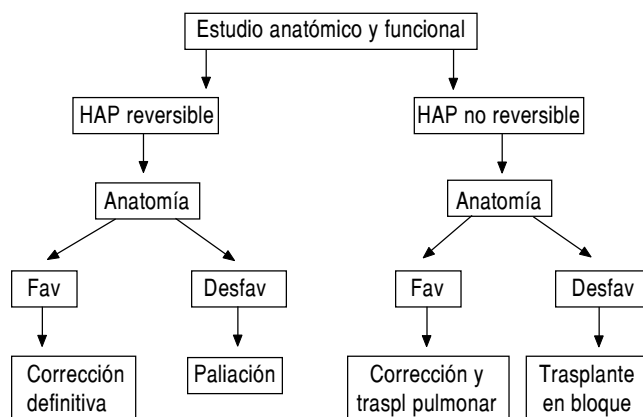 Estudio anatómico y funcional
HAP reversible
HAP no reversible
Anatomía
Anatomía
Fav
Desfav
Fav
Desfav
Corrección
definitiva
Paliación
Corrección y
traspl pulmonar
Trasplante
en bloque